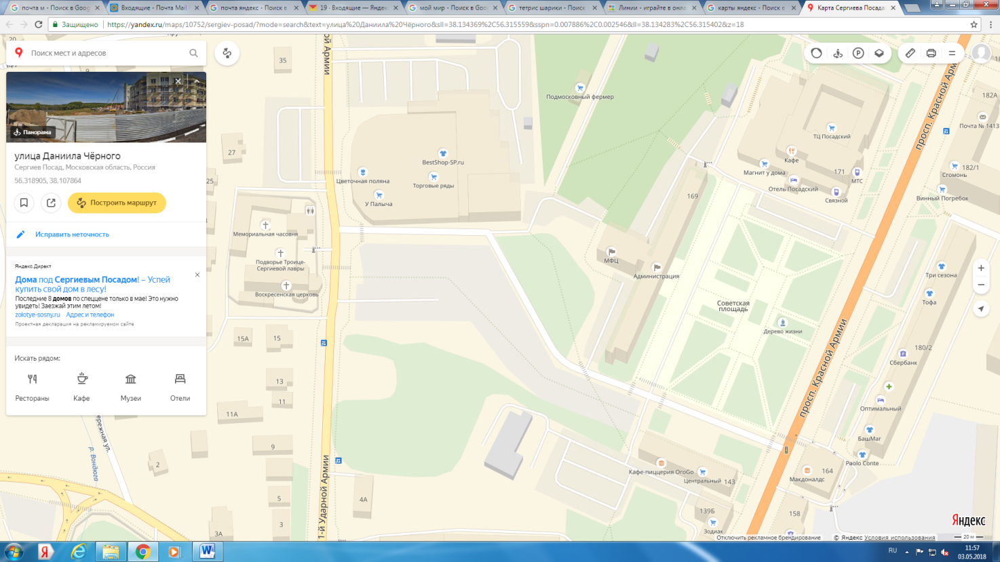 почта м - Поиск в Goog
Входящие - Почта Mail
почта яндекс - Поиск в
19 · Входящие — Яндекс
мой мир - Поиск в Goo
тетрис шарики - Поиск
Линии - играйте в онла
карты яндекс - Поиск в
Карта Сергиева Посада
Защищено
https://yandex.ru/maps/10752/sergiev-posad/?mode=search&text=улица%20Даниила%20Чёрного&sll=38.134369%2C56.315559&sspn=0.007886%2C0.002546&ll=38.134283%2C56.315402&z=18
Поиск мест и адресов
Панорама
улица Даниила Чёрного
Сергиев Посад, Московская область, Россия
56.318905, 38.107864
Построить маршрут
Исправить неточность
Яндекс.Директ
Дома под Сергиевым Посадом! – Успей
купить свой дом в лесу!
Последние 8 домов по спеццене только в мае! Это нужно
увидеть! Заезжай этим летом!
zolotye-sosny.ru Адрес и телефон
Проектная декларация на рекламируемом сайте
Искать рядом:
Рестораны
Кафе
Музеи
Отели
35
27
25
Армии
Подмосковный фермер
BestShop-SP.ru
Цветочная поляна
Торговые ряды
У Палыча
Мемориальная часовня
Подворье Троице-
Сергиевой лавры
Воскресенская церковь
15А
15
13
11
11А
9
2
5
3
3А
4А
р. Вондюга
1-й Ударной Армии
просп. Красной Армии
182А
Почта № 1413
ТЦ Посадский
Кафе
Магнит у дома
171
МТС
Отель Посадский
Связной
182/1
Сгомонь
Винный Погребок
169
МФЦ
Администрация
Советская
площадь
Дерево жизни
Три сезона
Тофа
180/2
Сбербанк
Оптимальный
просп. Красной Армии
БашМаг
Paolo Conte
Кафе-пиццерия OroGo
Центральный
143
164
Макдоналдс
139Б
158
Зодиак
Яндекс
Отключить рекламное брендирование
© Яндекс Условия использования
20 м
RU
11:57
03.05.2018